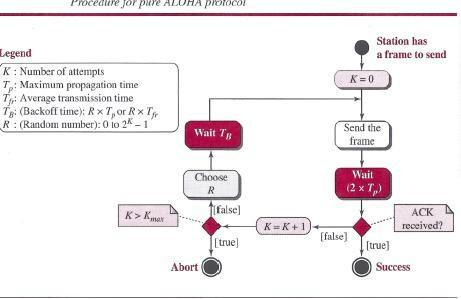 Procedure for pure ALOHA protocol
Legend
K : Number of attempts
Tp : Maximum propagation time
Tfr : Average transmission time
TB : (Backoff time): R × Tp or R × Tfr
R : (Random number): 0 to 2^K – 1
Station has
a frame to send
K = 0
Wait TB
Send the
frame
Choose
R
Wait
(2 × Tp)
K > Kmax
[false]
K = K + 1
[false]
ACK
received?
[true]
[true]
Abort
Success